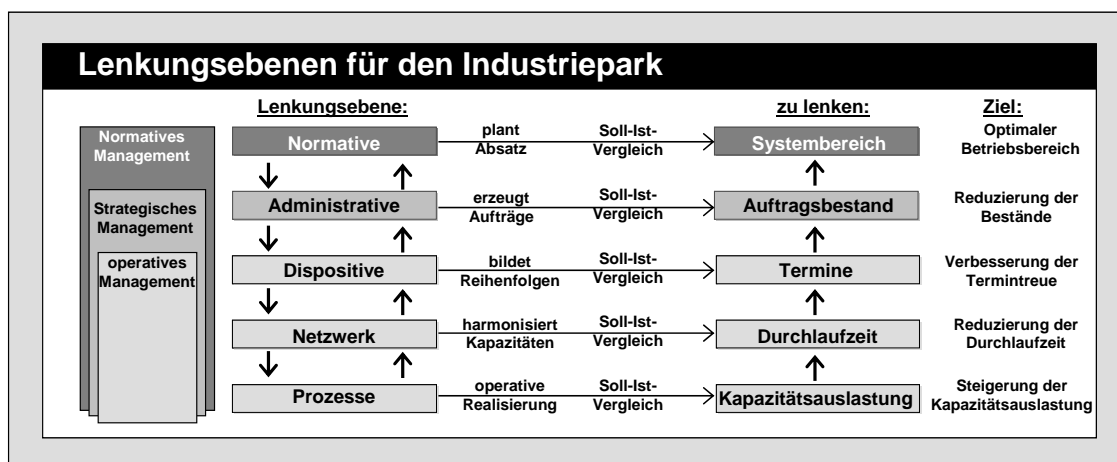 Lenkungsebenen für den Industriepark
Lenkungsebene:
zu lenken:
Ziel:
Normatives
Management
Strategisches
Management
operatives
Management
Normative
plant
Absatz
Soll-Ist-
Vergleich
Systembereich
Optimaler
Betriebsbereich
Administrative
erzeugt
Aufträge
Soll-Ist-
Vergleich
Auftragsbestand
Reduzierung der
Bestände
Dispositive
bildet
Reihenfolgen
Soll-Ist-
Vergleich
Termine
Verbesserung der
Termintreue
Netzwerk
harmonisiert
Kapazitäten
Soll-Ist-
Vergleich
Durchlaufzeit
Reduzierung der
Durchlaufzeit
Prozesse
operative
Realisierung
Soll-Ist-
Vergleich
Kapazitätsauslastung
Steigerung der
Kapazitätsauslastung